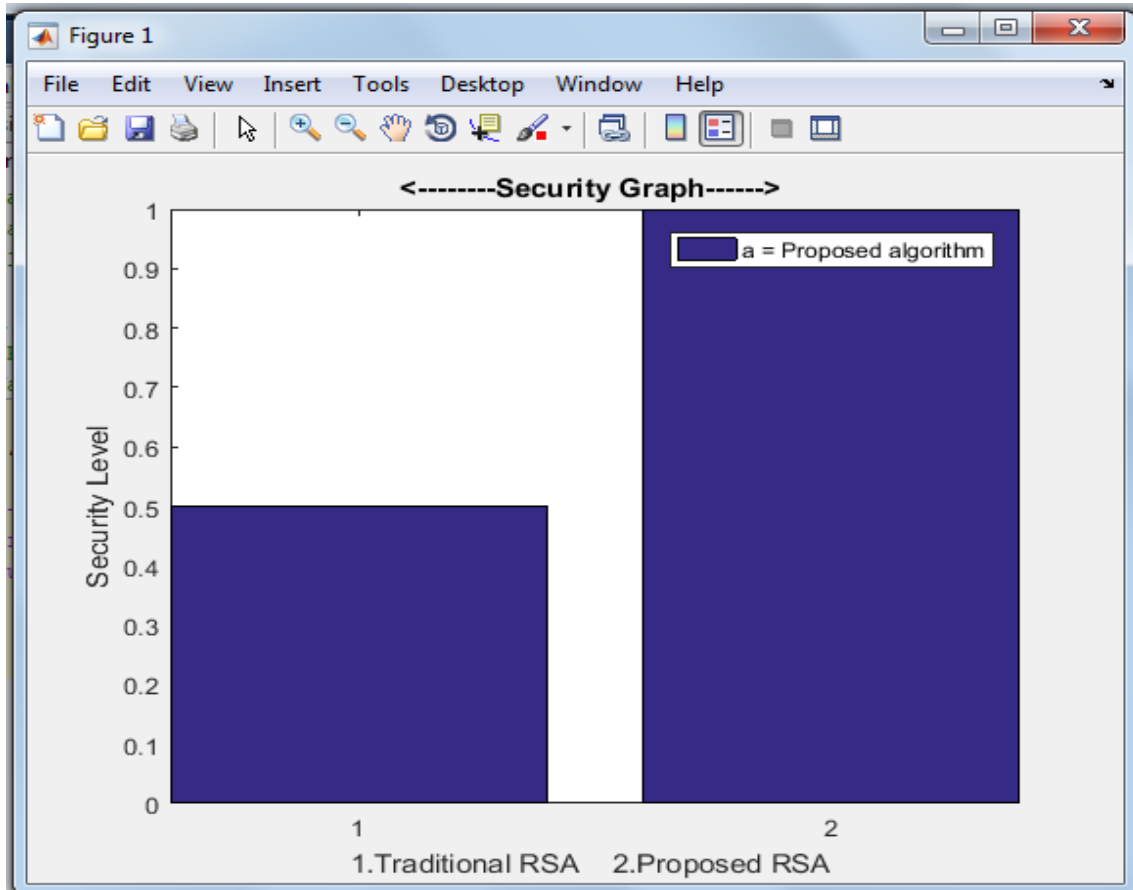 Figure 1
File Edit View Insert Tools Desktop Window Help
<--------Security Graph------>
a = Proposed algorithm
Security Level
1
0.9
0.8
0.7
0.6
0.5
0.4
0.3
0.2
0.1
0
1 2
1.Traditional RSA 2.Proposed RSA